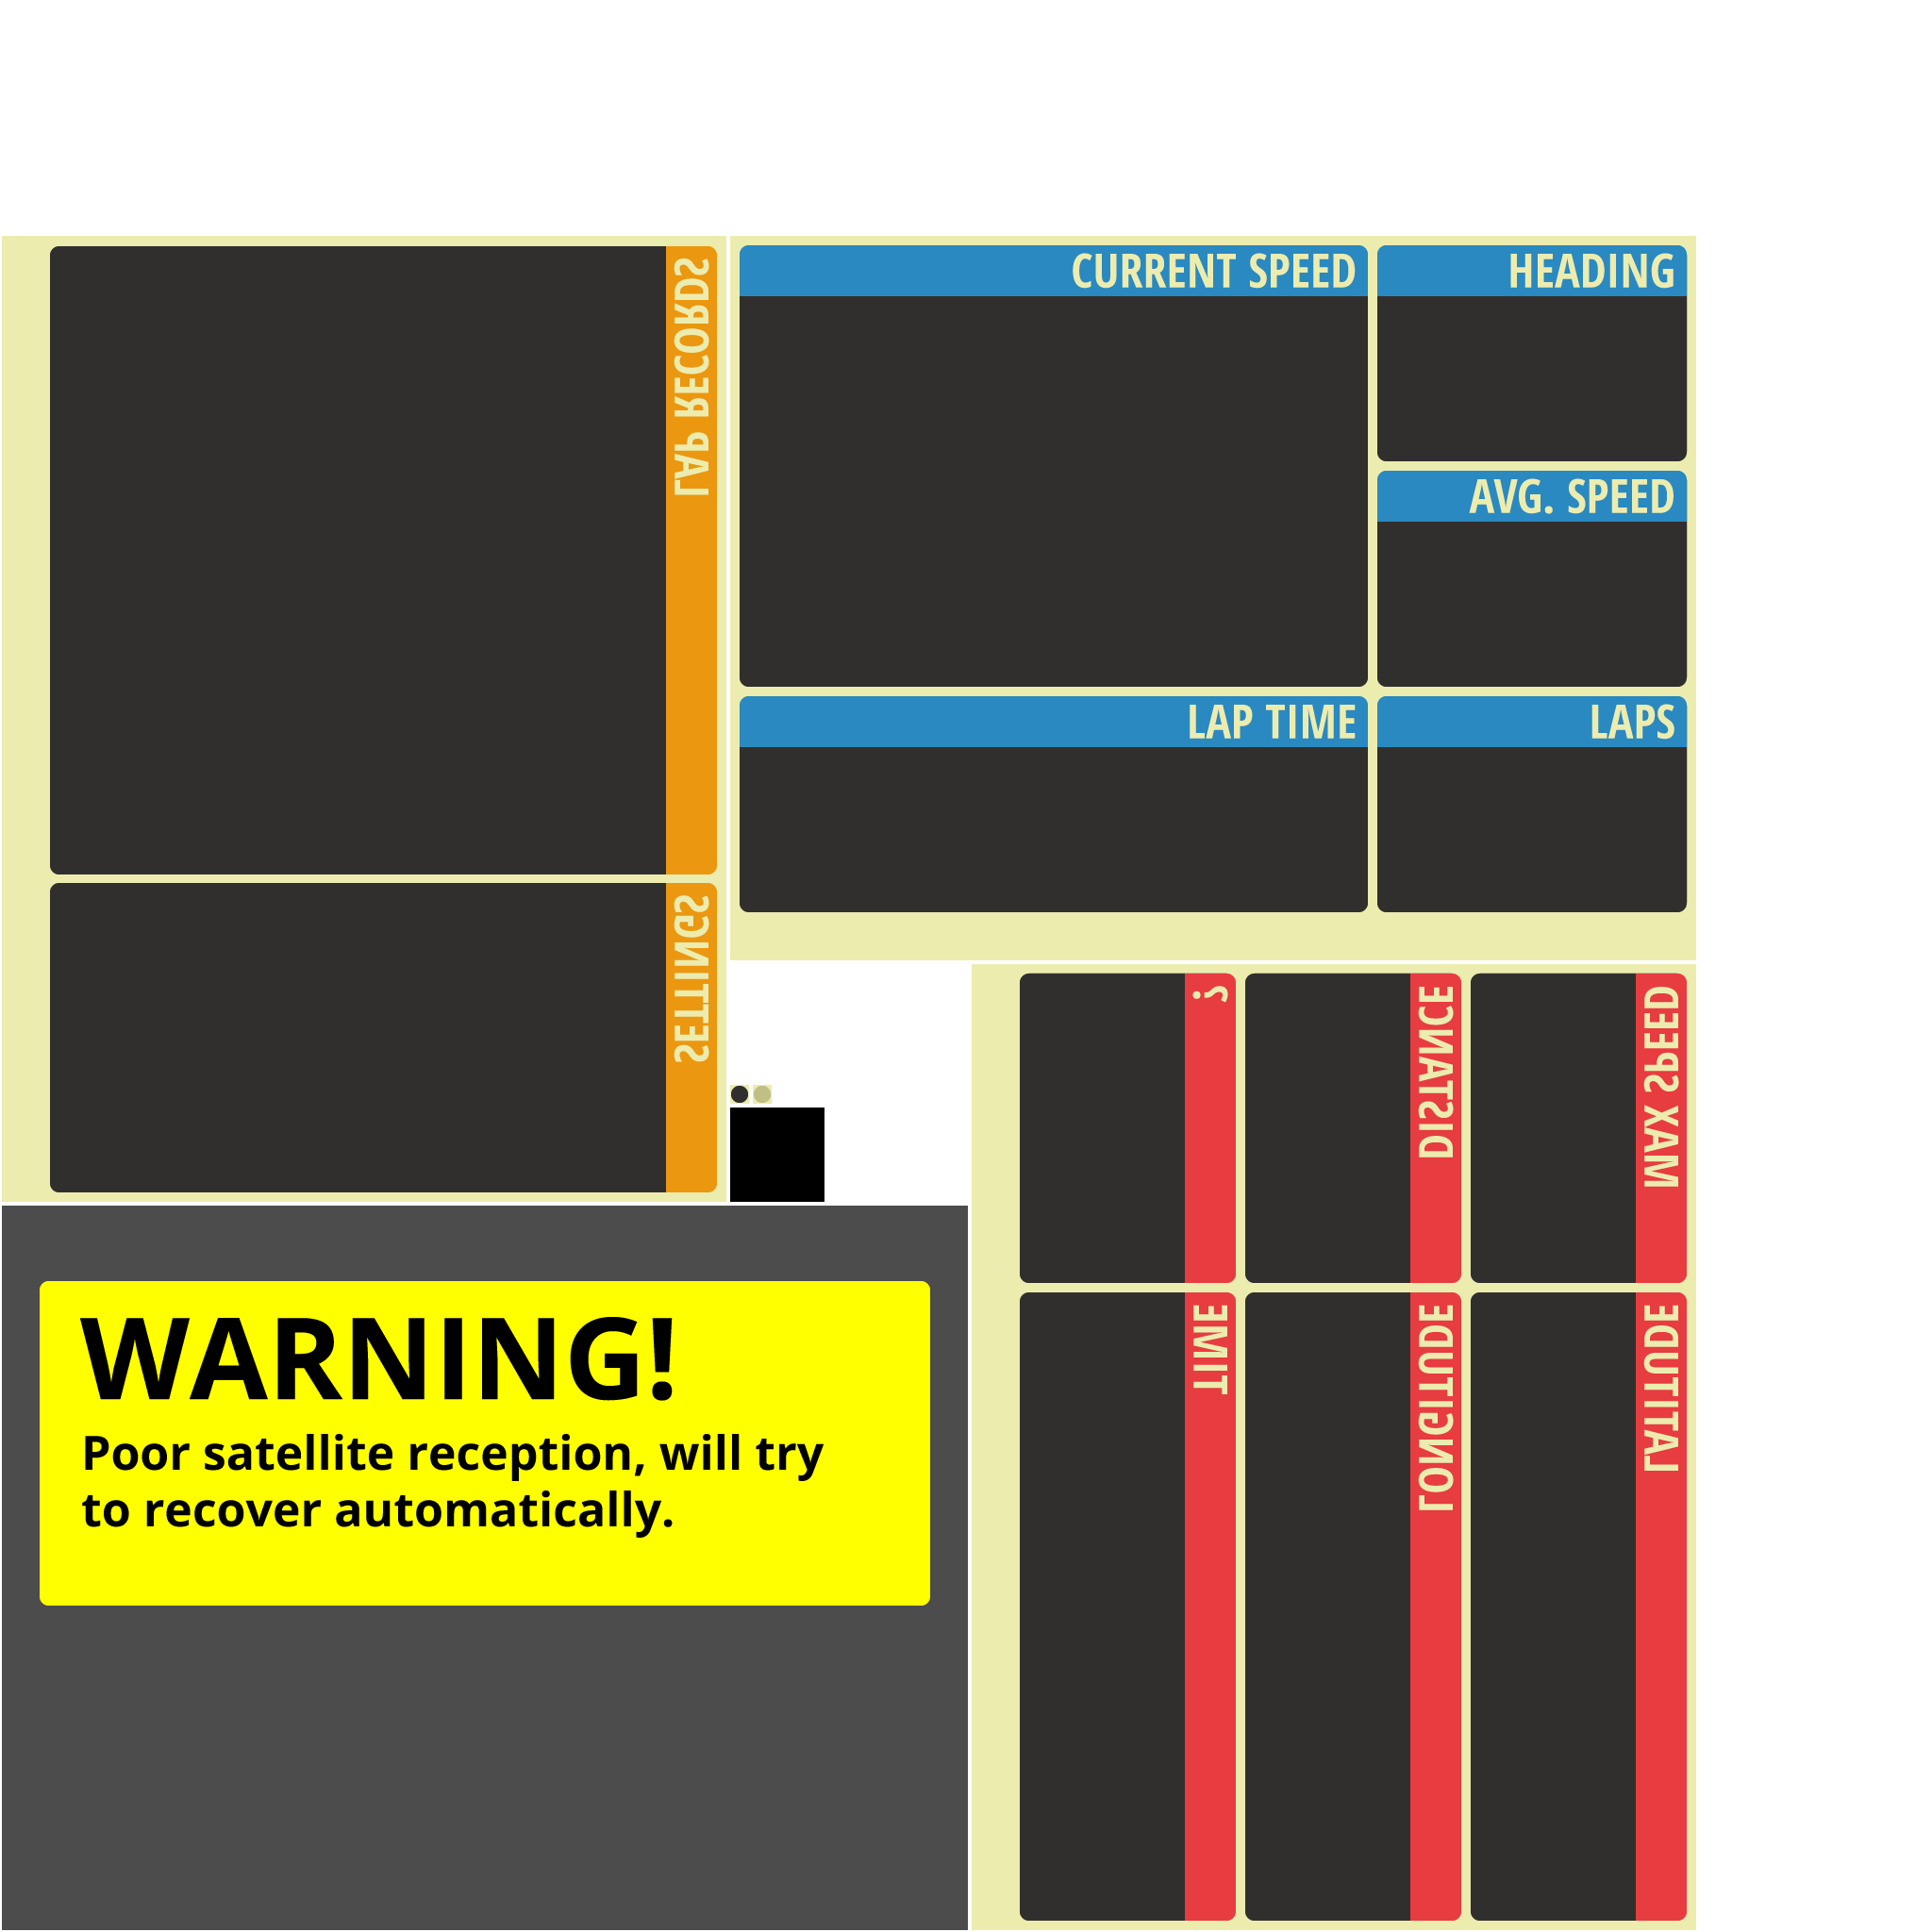 LAP RECORDS
SETTINGS
CURRENT SPEED
HEADING
AVG. SPEED
LAP TIME
LAPS
?
DISTANCE
MAX SPEED
TIME
LONGITUDE
LATITUDE
WARNING!
Poor satellite reception, will try
to recover automatically.